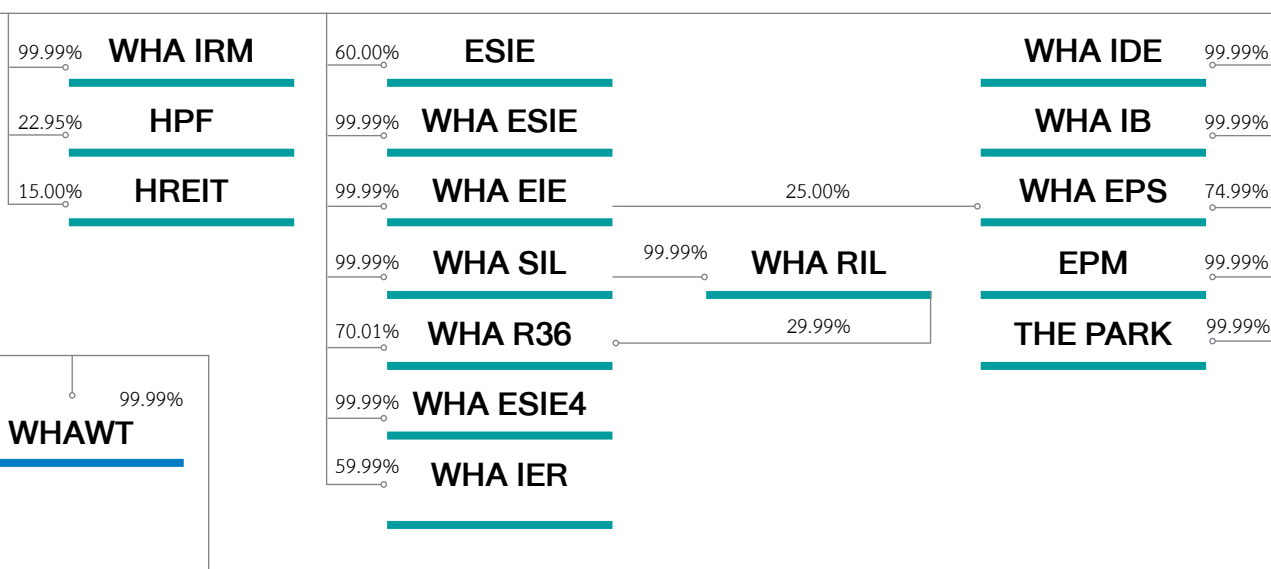 99.99% WHA IRM
22.95% HPF
15.00% HREIT
60.00% ESIE
99.99% WHA ESIE
99.99% WHA EIE
99.99% WHA SIL
70.01% WHA R36
99.99% WHA ESIE4
59.99% WHA IER
25.00%
99.99% WHA RIL
29.99%
WHA IDE 99.99%
WHA IB 99.99%
WHA EPS 74.99%
EPM 99.99%
THE PARK 99.99%
99.99%
WHAWT